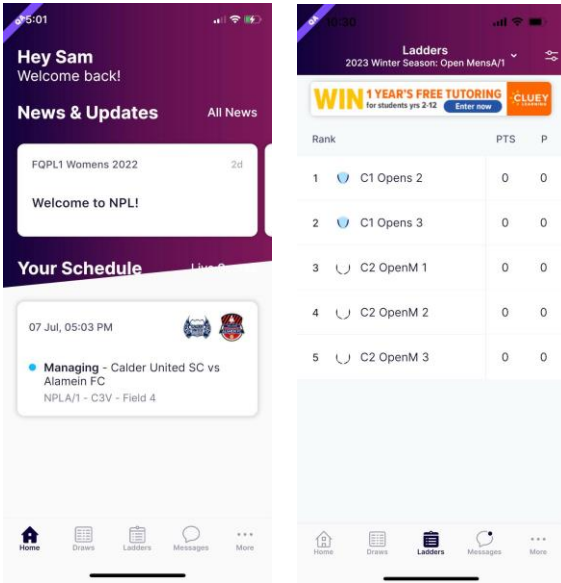 5:01
Hey Sam
Welcome back!
News & Updates
All News
FQPL1 Womens 2022
2d
Welcome to NPL!
Your Schedule
07 Jul, 05:03 PM
Managing - Calder United SC vs
Alamein FC
NPLA/1 - C3V - Field 4
Home
Draws
Ladders
Messages
More
10:30
Ladders
2023 Winter Season: Open MensA/1
WIN
1 YEAR'S FREE TUTORING
for students yrs 2-12
Enter now
CLUEY
LEARNING
Rank
PTS
P
1 C1 Opens 2 0 0
2 C1 Opens 3 0 0
3 C2 OpenM 1 0 0
4 C2 OpenM 2 0 0
5 C2 OpenM 3 0 0
Home
Draws
Ladders
Messages
More